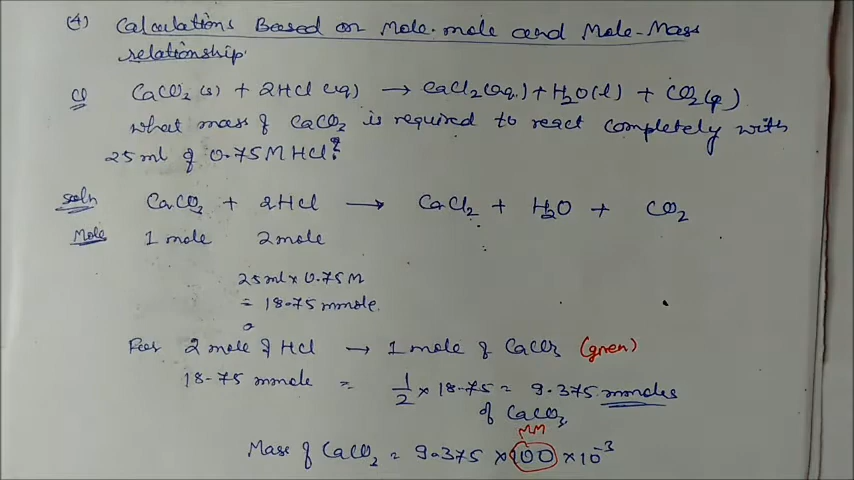 (4) Calculations Based on Mole-mole and Mole-Mass
relationship.
Q CaCO3(s) + 2HCl (aq) → CaCl2(aq.) + H2O(l) + CO2(g)
what mass of CaCO3 is required to react completely with
25 ml of 0.75 M HCl?
Soln CaCO3 + 2HCl → CaCl2 + H2O + CO2
Mole 1 mole 2 mole
25 ml x 0.75 M
= 18.75 mmole.
For 2 mole of HCl → 1 mole of CaCO3 (given)
18.75 mmole = 1/2 x 18.75 = 9.375 mmoles
of CaCO3
MM
Mass of CaCO3 = 9.375 x 100 x 10^-3